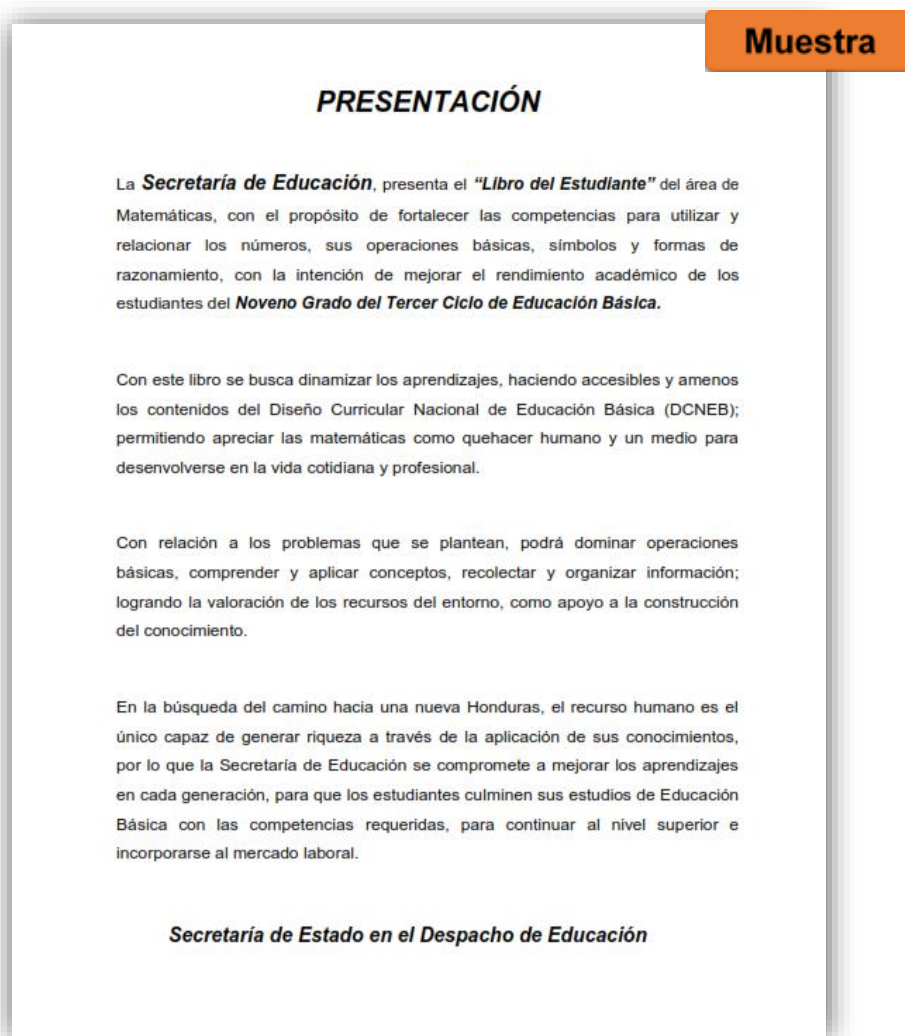 Muestra
PRESENTACIÓN
La Secretaría de Educación, presenta el “Libro del Estudiante” del área de
Matemáticas, con el propósito de fortalecer las competencias para utilizar y
relacionar los números, sus operaciones básicas, símbolos y formas de
razonamiento, con la intención de mejorar el rendimiento académico de los
estudiantes del Noveno Grado del Tercer Ciclo de Educación Básica.
Con este libro se busca dinamizar los aprendizajes, haciendo accesibles y amenos
los contenidos del Diseño Curricular Nacional de Educación Básica (DCNEB);
permitiendo apreciar las matemáticas como quehacer humano y un medio para
desenvolverse en la vida cotidiana y profesional.
Con relación a los problemas que se plantean, podrá dominar operaciones
básicas, comprender y aplicar conceptos, recolectar y organizar información;
logrando la valoración de los recursos del entorno, como apoyo a la construcción
del conocimiento.
En la búsqueda del camino hacia una nueva Honduras, el recurso humano es el
único capaz de generar riqueza a través de la aplicación de sus conocimientos,
por lo que la Secretaría de Educación se compromete a mejorar los aprendizajes
en cada generación, para que los estudiantes culminen sus estudios de Educación
Básica con las competencias requeridas, para continuar al nivel superior e
incorporarse al mercado laboral.
Secretaría de Estado en el Despacho de Educación